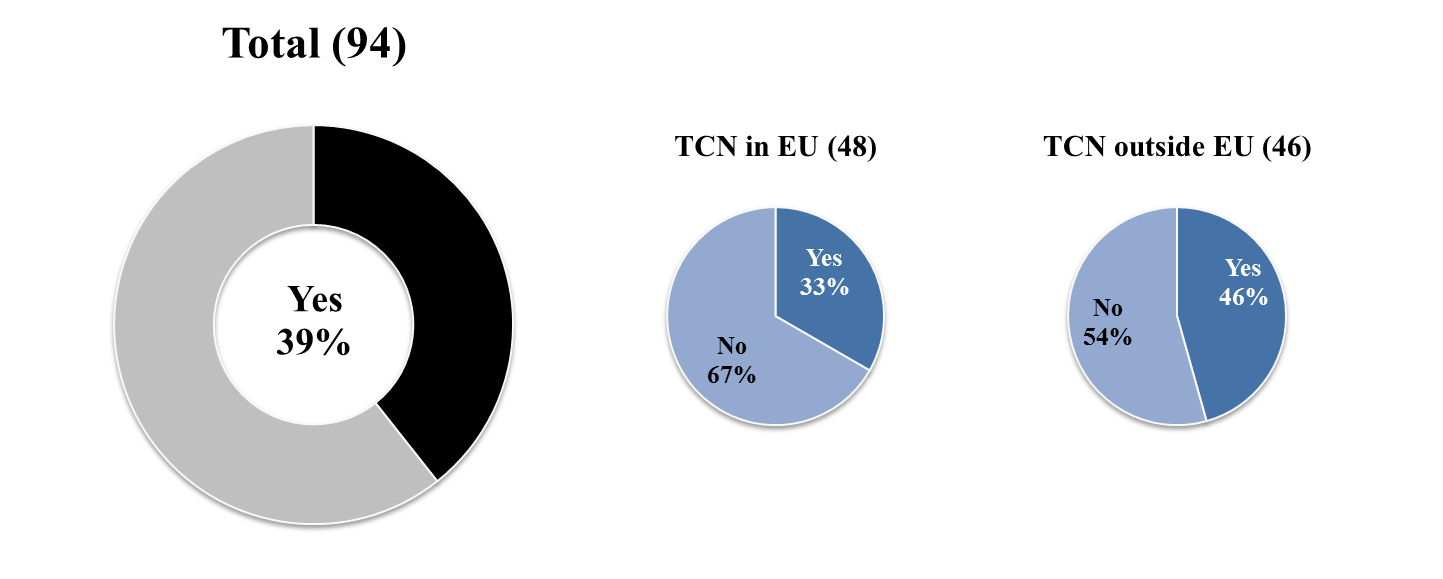 Total (94)
Yes
39%
TCN in EU (48)
Yes
33%
No
67%
TCN outside EU (46)
Yes
46%
No
54%